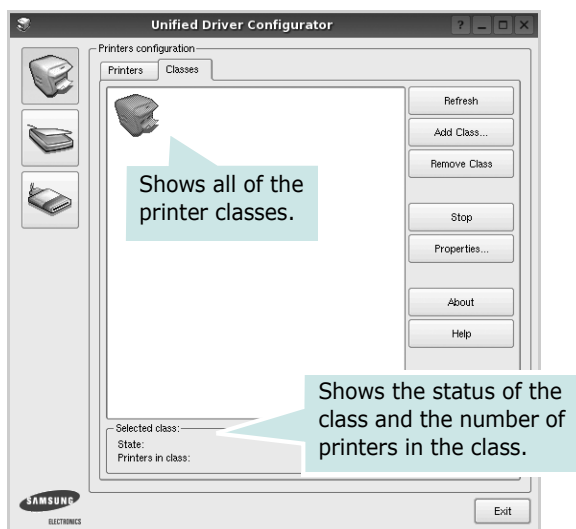 Unified Driver Configurator
? _ □ X
Printers configuration
Printers Classes
Refresh
Add Class...
Remove Class
Shows all of the
printer classes.
Stop
Properties...
About
Help
Shows the status of the
class and the number of
printers in the class.
Selected class:
State:
Printers in class:
SAMSUNG
ELECTRONICS
Exit